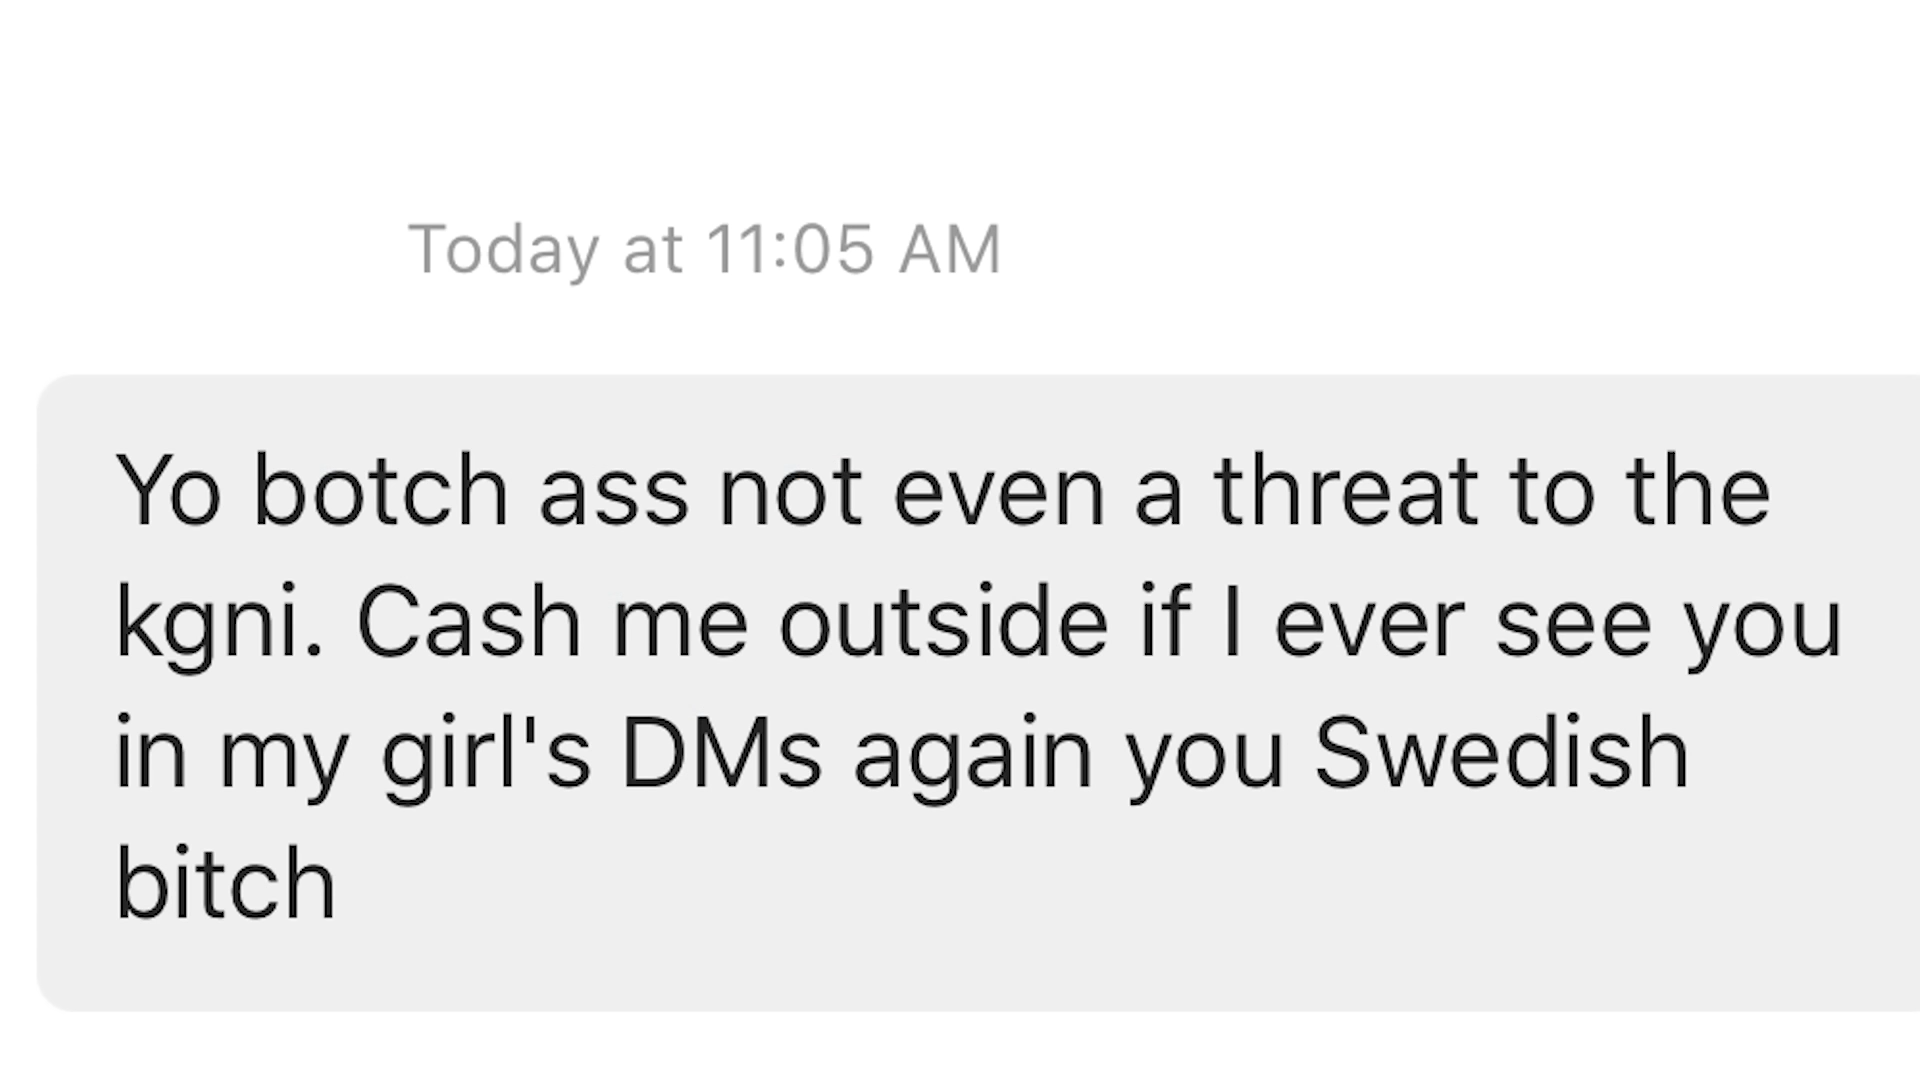 Today at 11:05 AM
Yo botch ass not even a threat to the
kgni. Cash me outside if I ever see you
in my girl's DMs again you Swedish
bitch